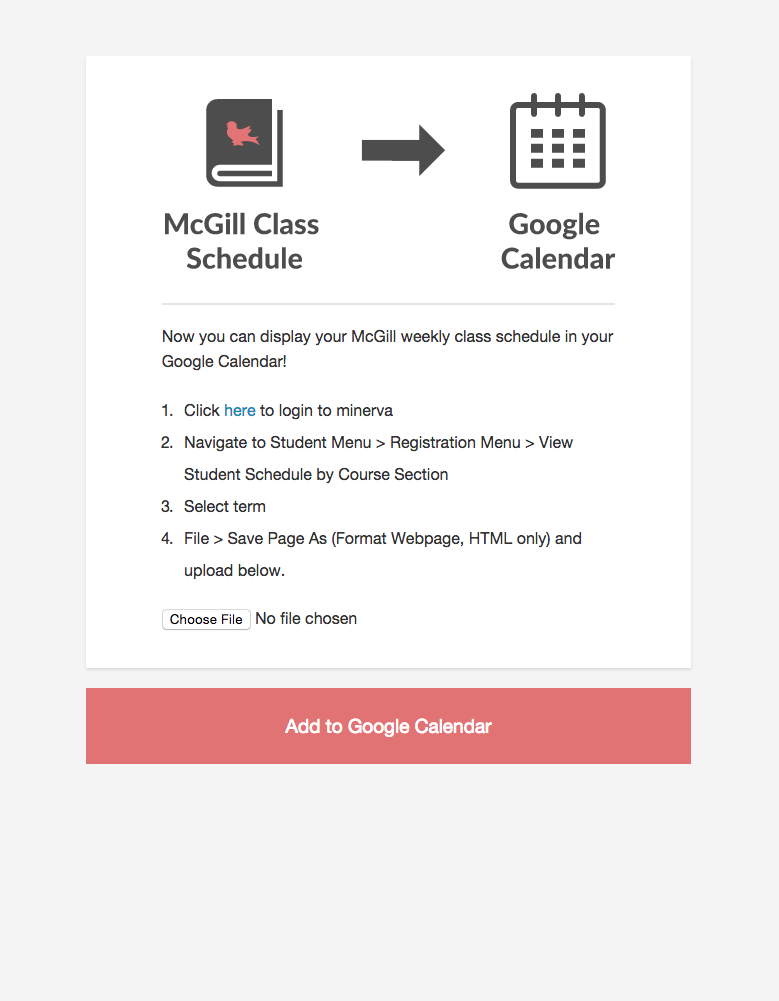 McGill Class
Schedule
Google
Calendar
Now you can display your McGill weekly class schedule in your
Google Calendar!
1. Click here to login to minerva
2. Navigate to Student Menu > Registration Menu > View
Student Schedule by Course Section
3. Select term
4. File > Save Page As (Format Webpage, HTML only) and
upload below.
Choose File No file chosen
Add to Google Calendar